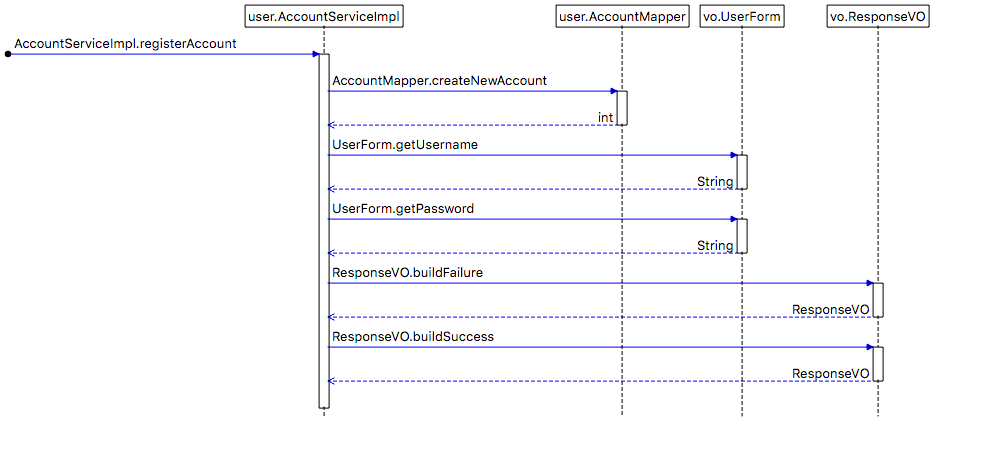 user.AccountServiceImpl
user.AccountMapper
vo.UserForm
vo.ResponseVO
AccountServiceImpl.registerAccount
AccountMapper.createNewAccount
int
UserForm.getUsername
String
UserForm.getPassword
String
ResponseVO.buildFailure
ResponseVO
ResponseVO.buildSuccess
ResponseVO